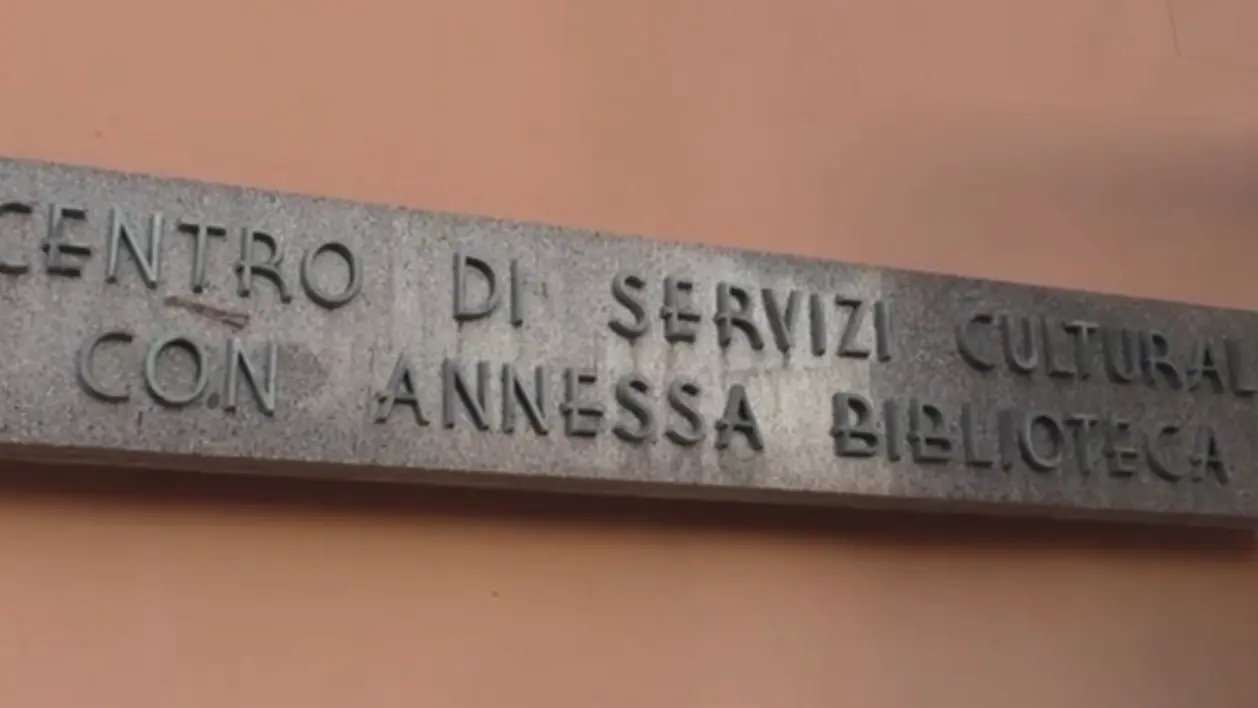 CENTRO DI SERVIZI CULTURAL
CON ANNESSA BIBLIOTECA